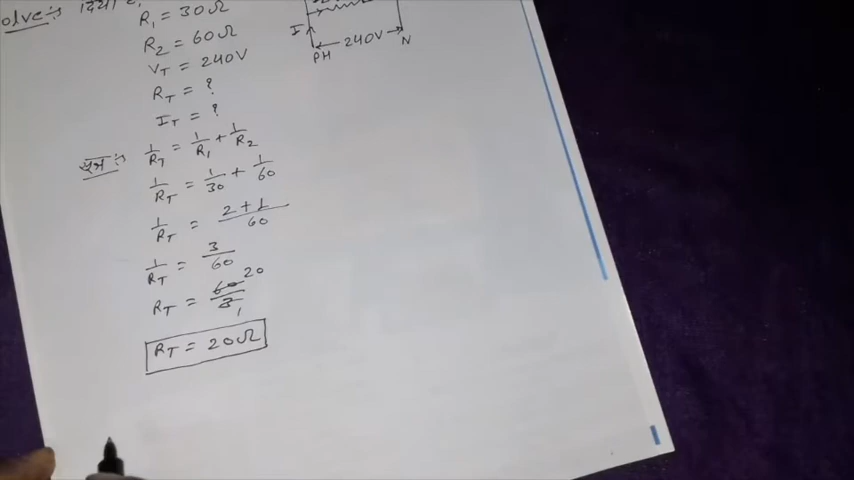 olve:- दिया है,
R₁ = 30Ω
R₂ = 60Ω
V_T = 240V
R_T = ?
I_T = ?
I
240V
PH
N
सूत्र :- 1/R_T = 1/R₁ + 1/R₂
1/R_T = 1/30 + 1/60
1/R_T = 2+1/60
1/R_T = 3/60
R_T = 60/3 20 1
R_T = 20Ω